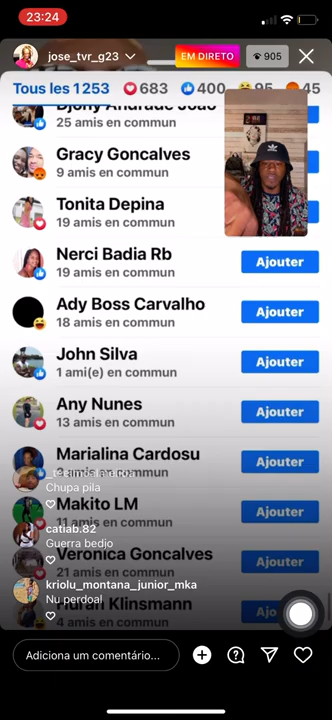 23:24
jose_tvr_g23
EM DIRETO
905
Tous les 1253
683
400
95
45
Bjony Andrade João
25 amis en commun
Gracy Goncalves
9 amis en commun
Tonita Depina
19 amis en commun
Nerci Badia Rb
19 amis en commun
Ajouter
Ady Boss Carvalho
18 amis en commun
Ajouter
John Silva
1 ami(e) en commun
Ajouter
Any Nunes
13 amis en commun
Ajouter
Marialina Cardosu
amis en commun
Ajouter
Chupa pila
Makito LM
11 amis en commun
Ajouter
catiab.82
Guerra bedjo
Veronica Goncalves
21 amis en commun
Ajouter
kriolu_montana_junior_mka
Nu perdoal
Klinsmann
4 amis en commun
Ajo
Adiciona um comentário...